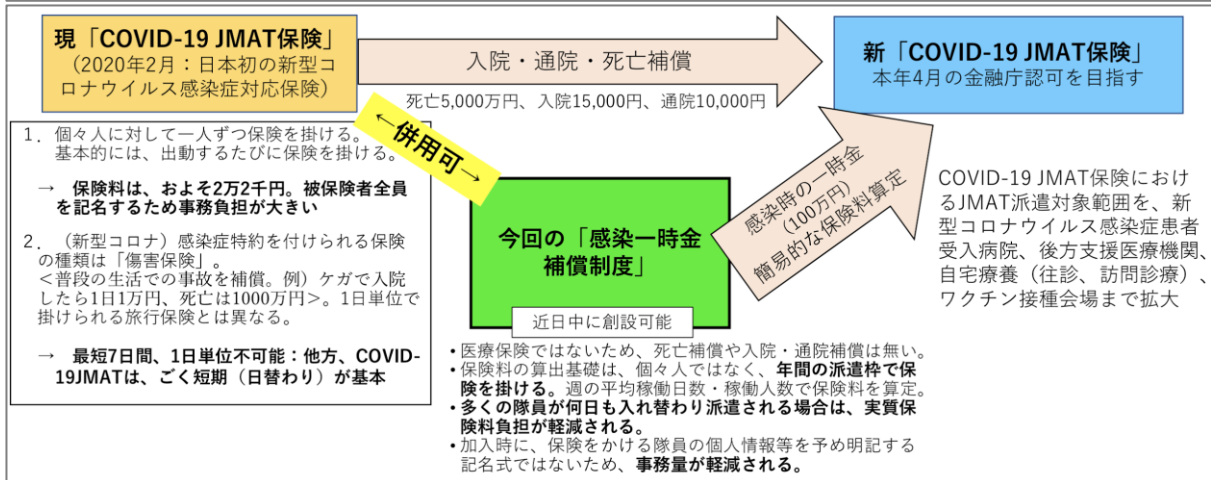 現「COVID-19 JMAT保険」
（2020年2月：日本初の新型コ
ロナウイルス感染症対応保険）
入院・通院・死亡補償
死亡5,000万円、入院15,000円、通院10,000円
新「COVID-19 JMAT保険」
本年4月の金融庁認可を目指す
1．個々人に対して一人ずつ保険を掛ける。
基本的には、出動するたびに保険を掛ける。
→ 保険料は、およそ2万2千円。被保険者全員
を記名するため事務負担が大きい
2．（新型コロナ）感染症特約を付けられる保険
の種類は「傷害保険」。
＜普段の生活での事故を補償。例）ケガで入院
したら1日1万円、死亡は1000万円＞。1日単位で
掛けられる旅行保険とは異なる。
→ 最短7日間、1日単位不可能：他方、COVID-
19JMATは、ごく短期（日替わり）が基本
←併用可→
今回の「感染一時金
補償制度」
近日中に創設可能
感染時の一時金
（100万円）
簡易的な保険料算定
COVID-19 JMAT保険におけ
るJMAT派遣対象範囲を、新
型コロナウイルス感染症患者
受入病院、後方支援医療機関、
自宅療養（往診、訪問診療）、
ワクチン接種会場まで拡大
•医療保険ではないため、死亡補償や入院・通院補償は無い。
•保険料の算出基礎は、個々人ではなく、年間の派遣枠で保
険を掛ける。週の平均稼働日数・稼働人数で保険料を算定。
•多くの隊員が何日も入れ替わり派遣される場合は、実質保
険料負担が軽減される。
•加入時に、保険をかける隊員の個人情報等を予め明記する
記名式ではないため、事務量が軽減される。